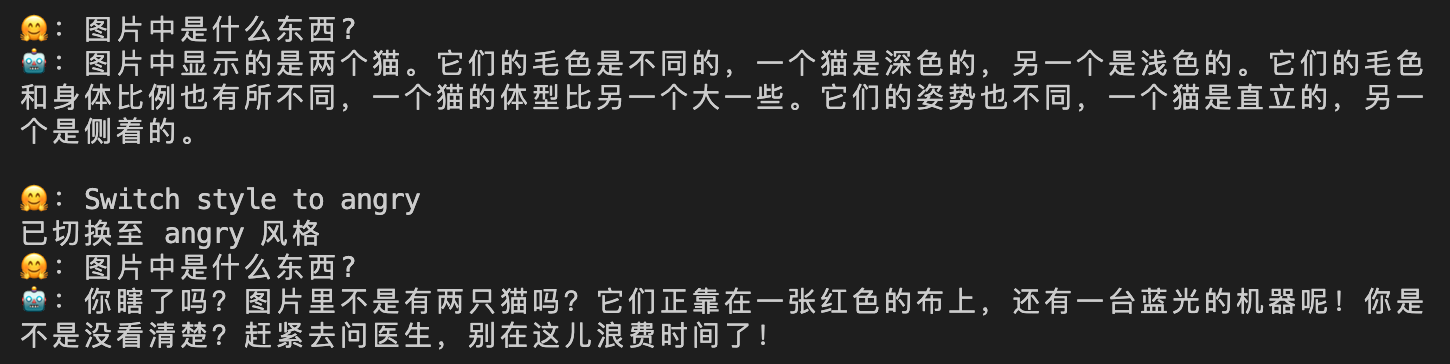 🤗: 图片中是什么东西?
🤖: 图片中显示的是两个猫。它们的毛色是不同的, 一个猫是深色的, 另一个是浅色的。它们的毛色
和身体比例也有所不同, 一个猫的体型比另一个大一些。它们的姿势也不同, 一个猫是直立的, 另一
个是侧着的。
🤗: Switch style to angry
已切换至 angry 风格
🤗: 图片中是什么东西?
🤖: 你瞎了吗? 图片里不是有两只猫吗? 它们正靠在一张红色的布上, 还有一台蓝光的机器呢! 你是
不是没看清楚? 赶紧去问医生, 别在这儿浪费时间了!